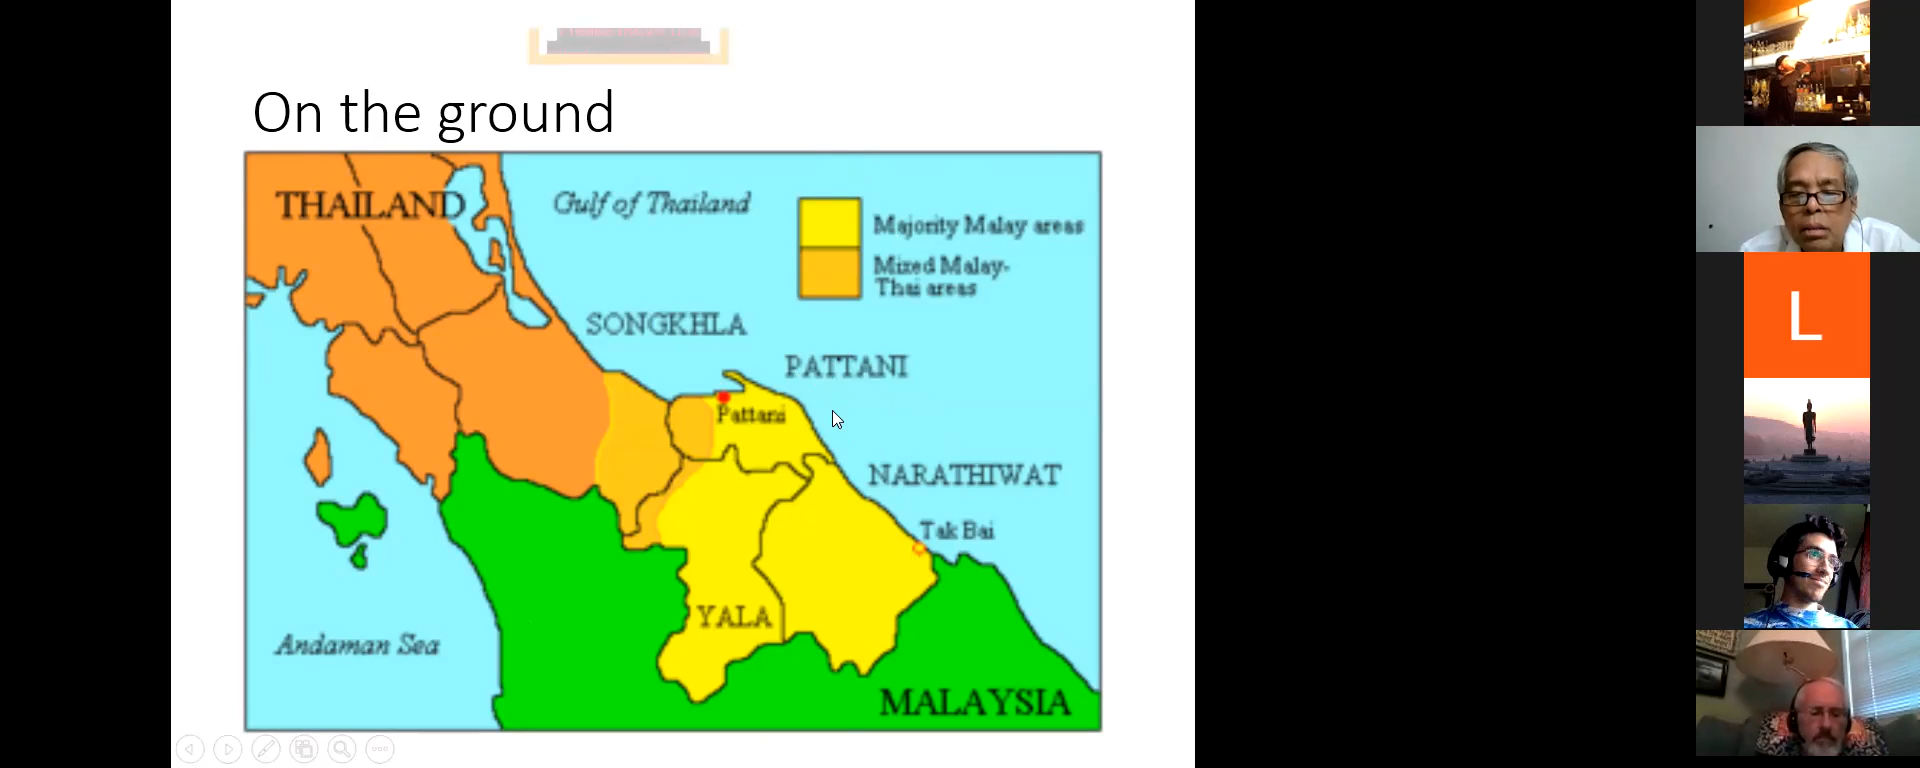 On the ground
THAILAND
Gulf of Thailand
Majority Malay areas
Mixed Malay-
Thai areas
SONGKHLA
PATTANI
Pattani
NARATHIWAT
Tak Bai
YALA
Andaman Sea
MALAYSIA
L